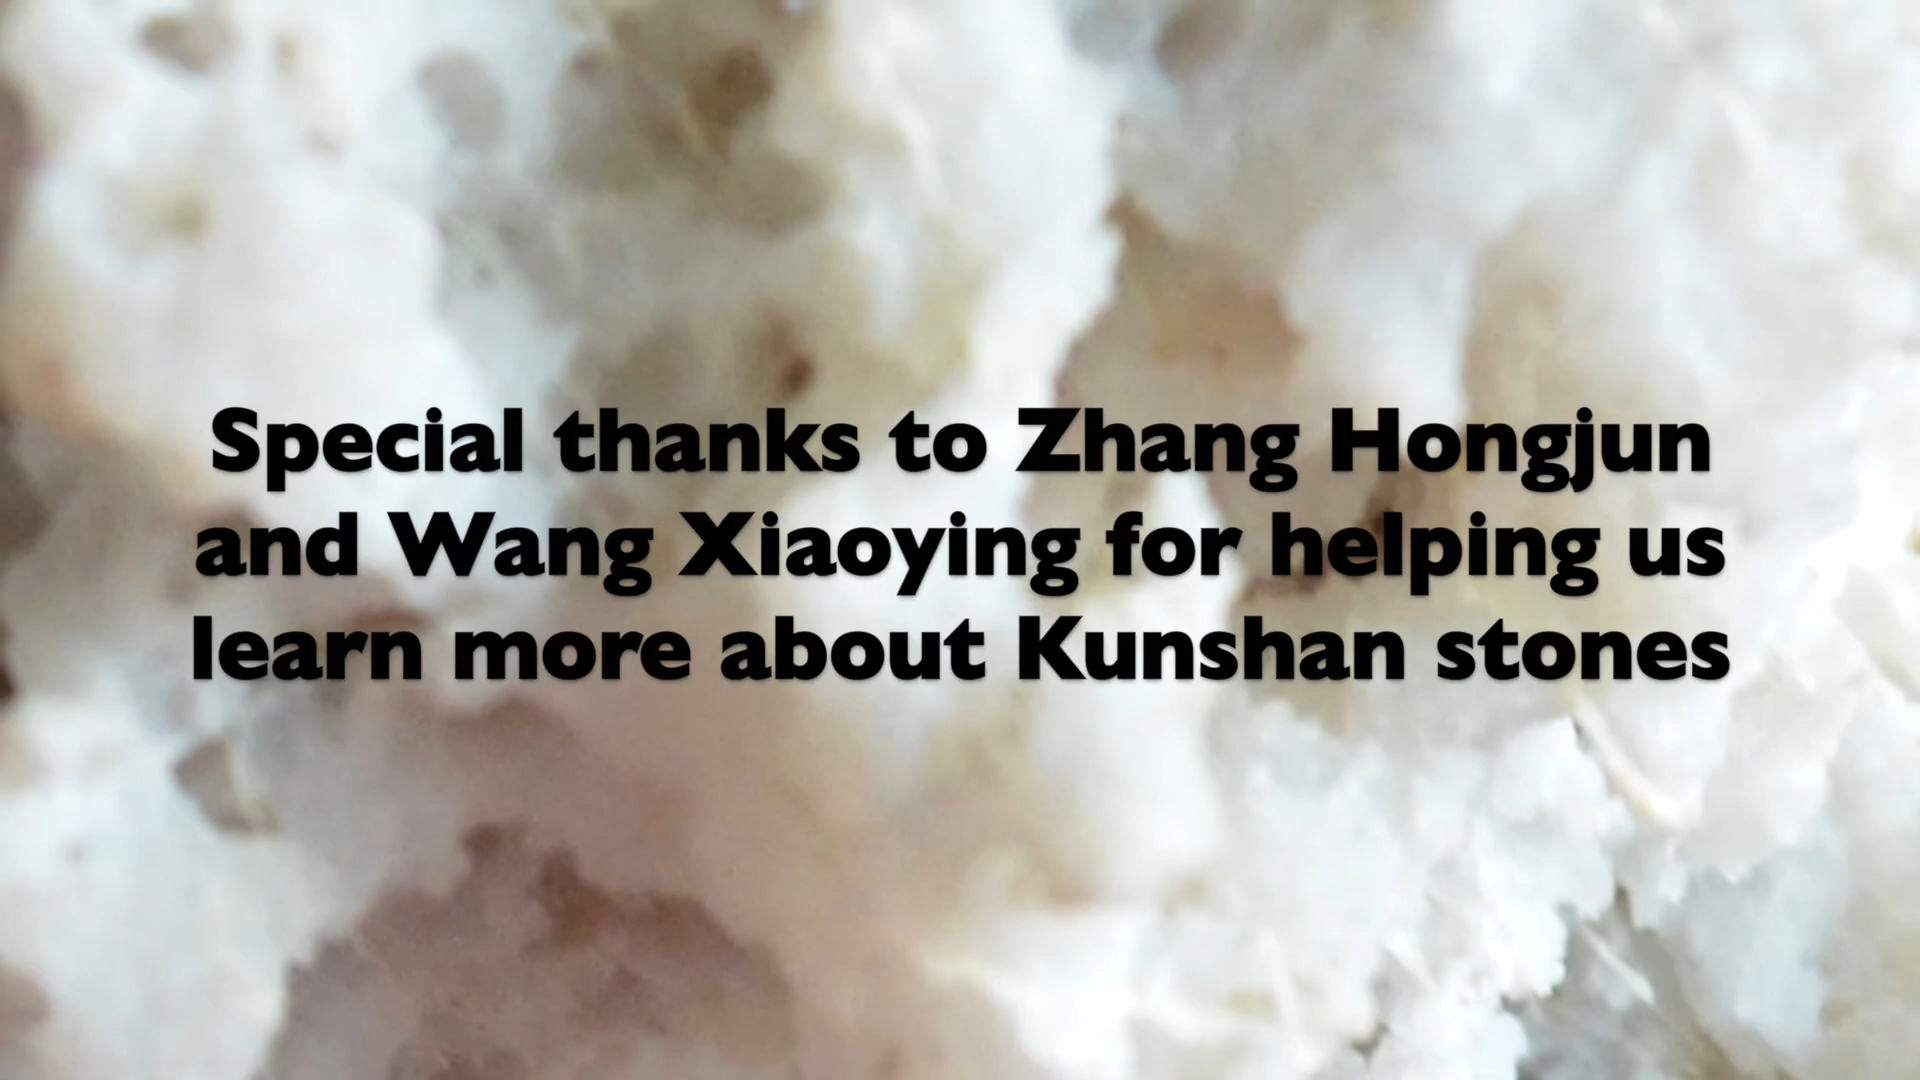 Special thanks to Zhang Hongjun
and Wang Xiaoying for helping us
learn more about Kunshan stones